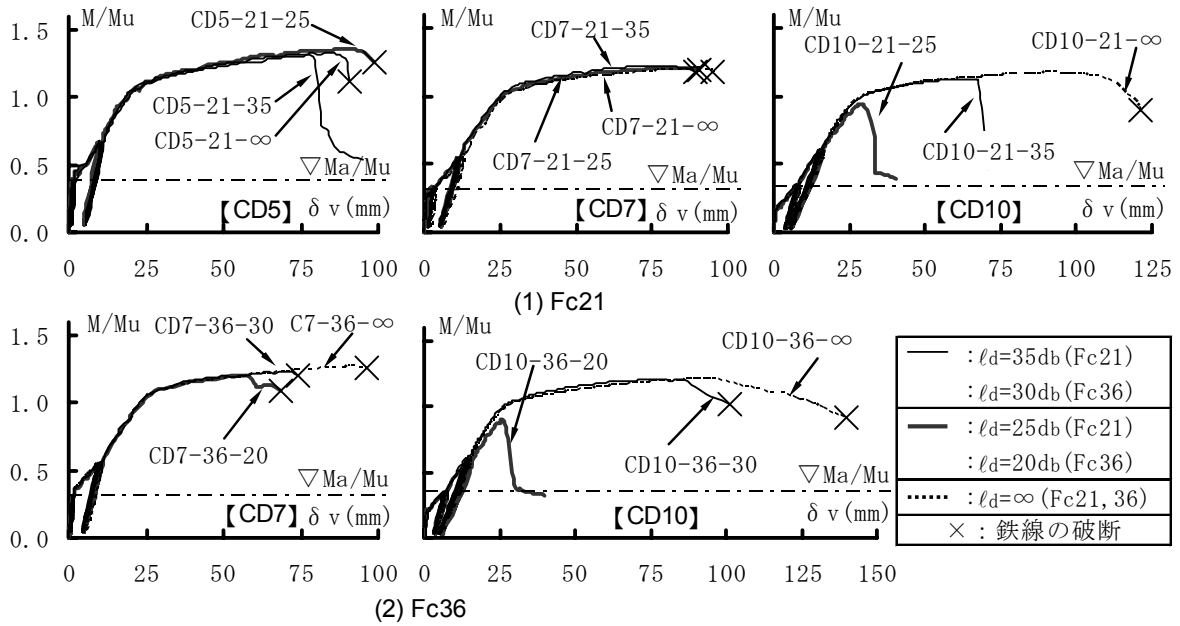 M/Mu
1.5
1.0
0.5
0.0
CD5-21-25
CD5-21-35
CD5-21-∞
▽Ma/Mu
【CD5】
δv(mm)
0 25 50 75 100
M/Mu
CD7-21-35
CD7-21-∞
CD7-21-25
▽Ma/Mu
【CD7】
δv(mm)
0 25 50 75 100
M/Mu
CD10-21-25
CD10-21-∞
CD10-21-35
▽Ma/Mu
【CD10】
δv(mm)
0 25 50 75 100 125
(1) Fc21
M/Mu
1.5
1.0
0.5
0.0
CD7-36-30
C7-36-∞
CD7-36-20
▽Ma/Mu
【CD7】
δv(mm)
0 25 50 75 100
M/Mu
CD10-36-20
CD10-36-∞
CD10-36-30
▽Ma/Mu
【CD10】
δv(mm)
0 25 50 75 100 125 150
(2) Fc36
:ℓd=35db(Fc21)
:ℓd=30db(Fc36)
:ℓd=25db(Fc21)
:ℓd=20db(Fc36)
:ℓd=∞(Fc21,36)
×:鉄線の破断